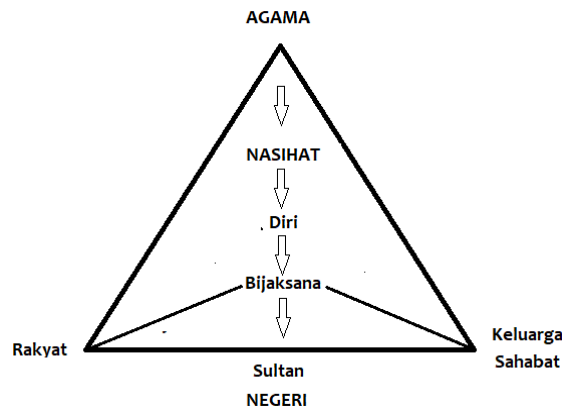 AGAMA
NASIHAT
Diri
Bijaksana
Rakyat
Keluarga
Sahabat
Sultan
NEGERI